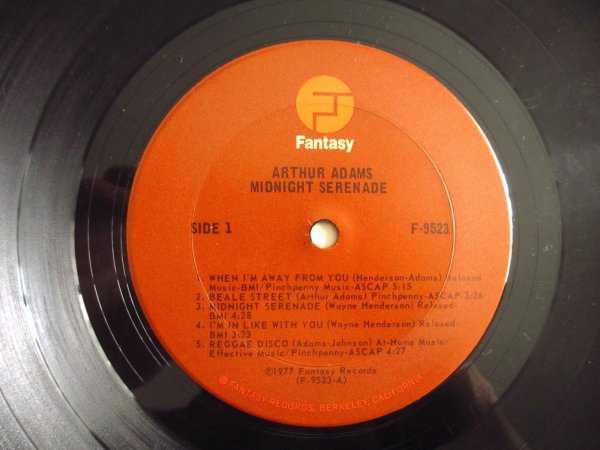 Fantasy
ARTHUR ADAMS
MIDNIGHT SERENADE
SIDE 1 F-9523
1. WHEN I'M AWAY FROM YOU (Henderson-Adams) Relaxed
Music-BMI/Pinchpenny Music-ASCAP 5:15
2. BEALE STREET (Arthur Adams) Pinchpenny-ASCAP 3:26
3. MIDNIGHT SERENADE (Wayne Henderson) Relaxed-
BMI 4:28
4. I'M IN LIKE WITH YOU (Wayne Henderson) Relaxed-
BMI 3:23
5. REGGAE DISCO (Adams-Johnson) At-Home Music/
Effective Music/Pinchpenny-ASCAP 4:27
©1977 Fantasy Records
(F-9523-A)
℗ FANTASY RECORDS, BERKELEY, CALIFORNIA